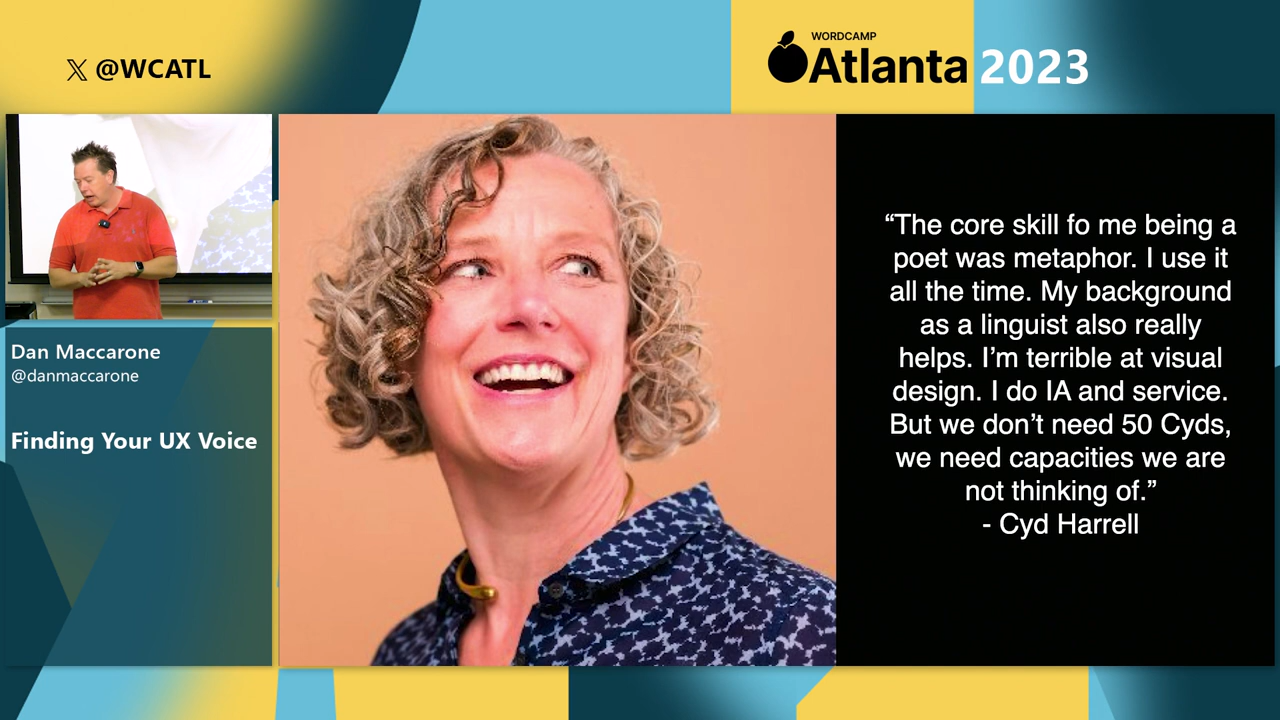 𝕏 @WCATL
WORDCAMP
Atlanta 2023
Dan Maccarone
@danmaccarone
Finding Your UX Voice
“The core skill fo me being a
poet was metaphor. I use it
all the time. My background
as a linguist also really
helps. I’m terrible at visual
design. I do IA and service.
But we don’t need 50 Cyds,
we need capacities we are
not thinking of.”
- Cyd Harrell